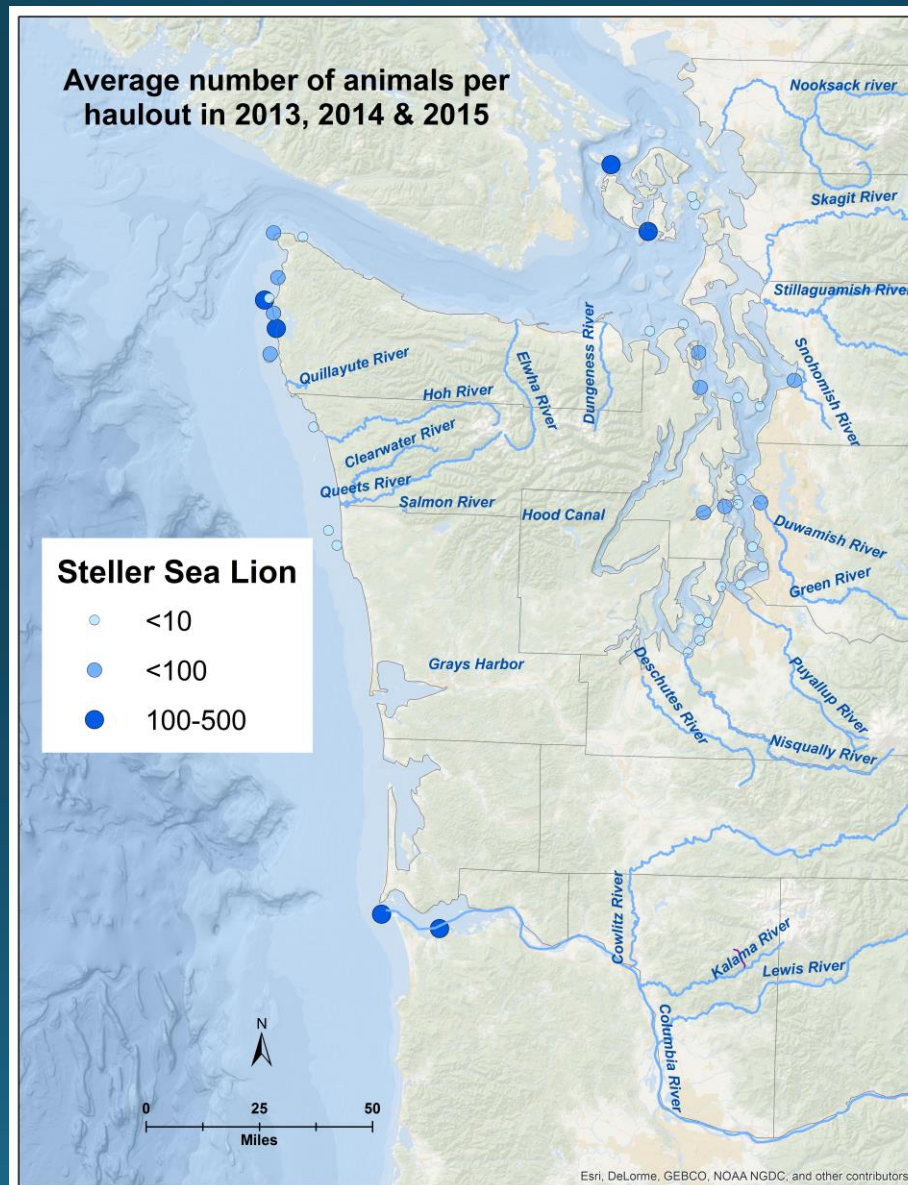 Average number of animals per
haulout in 2013, 2014 & 2015
Nooksack river
Skagit River
Stillaguamish River
Snohomish River
Dungeness River
Elwha River
Quillayute River
Hoh River
Clearwater River
Queets River
Salmon River
Hood Canal
Duwamish River
Green River
Steller Sea Lion
<10
<100
100-500
Grays Harbor
Deschutes River
Puyallup River
Nisqually River
Cowlitz River
Kalama River
Lewis River
Columbia River
N
0 25 50
Miles
Esri, DeLorme, GEBCO, NOAA NGDC, and other contributors